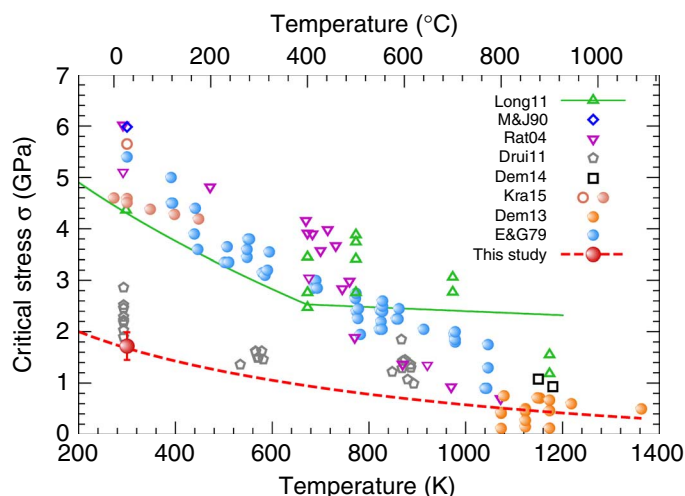 Temperature (°C)
0 200 400 600 800 1000
7
6
5
4
3
2
1
0
Critical stress σ (GPa)
Long11
M&J90
Rat04
Drui11
Dem14
Kra15
Dem13
E&G79
This study
200 400 600 800 1000 1200 1400
Temperature (K)